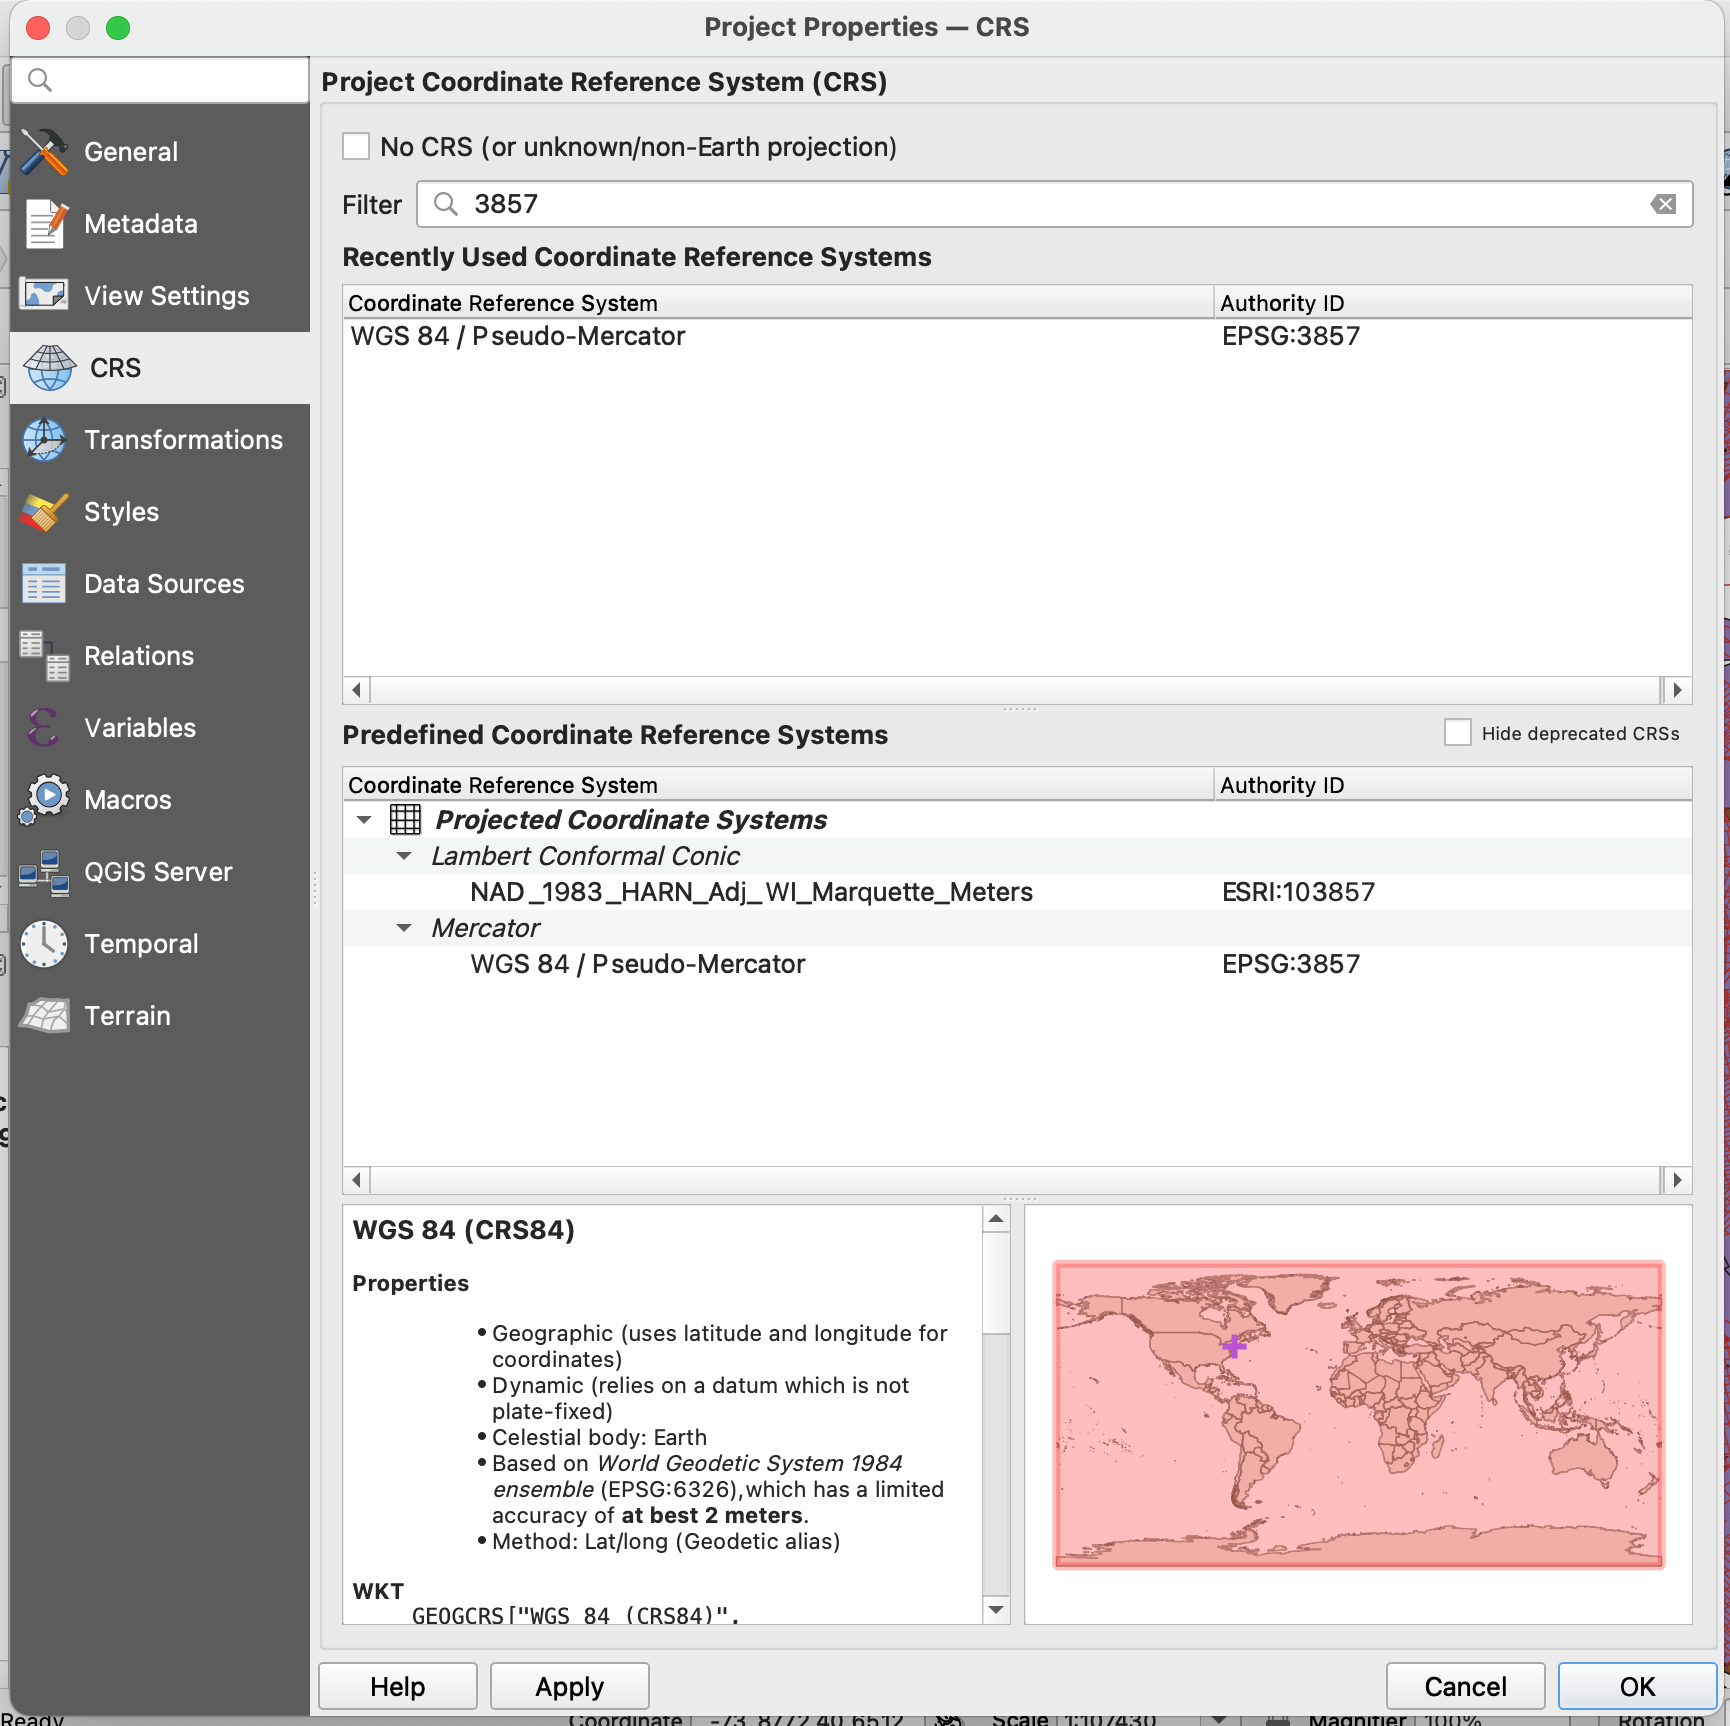 Project Properties — CRS
General
Metadata
View Settings
CRS
Transformations
Styles
Data Sources
Relations
Variables
Macros
QGIS Server
Temporal
Terrain
Project Coordinate Reference System (CRS)
No CRS (or unknown/non-Earth projection)
Filter 3857
Recently Used Coordinate Reference Systems
Coordinate Reference System Authority ID
WGS 84 / Pseudo-Mercator EPSG:3857
Predefined Coordinate Reference Systems Hide deprecated CRSs
Coordinate Reference System Authority ID
Projected Coordinate Systems
Lambert Conformal Conic
NAD_1983_HARN_Adj_WI_Marquette_Meters ESRI:103857
Mercator
WGS 84 / Pseudo-Mercator EPSG:3857
WGS 84 (CRS84)
Properties
• Geographic (uses latitude and longitude for
coordinates)
• Dynamic (relies on a datum which is not
plate-fixed)
• Celestial body: Earth
• Based on World Geodetic System 1984
ensemble (EPSG:6326),which has a limited
accuracy of at best 2 meters.
• Method: Lat/long (Geodetic alias)
WKT
GEOGCRS["WGS 84 (CRS84)",
Help Apply Cancel OK
Ready Coordinate -73.8772,40.6512 Scale 1:107430 Magnifier 100% Rotation